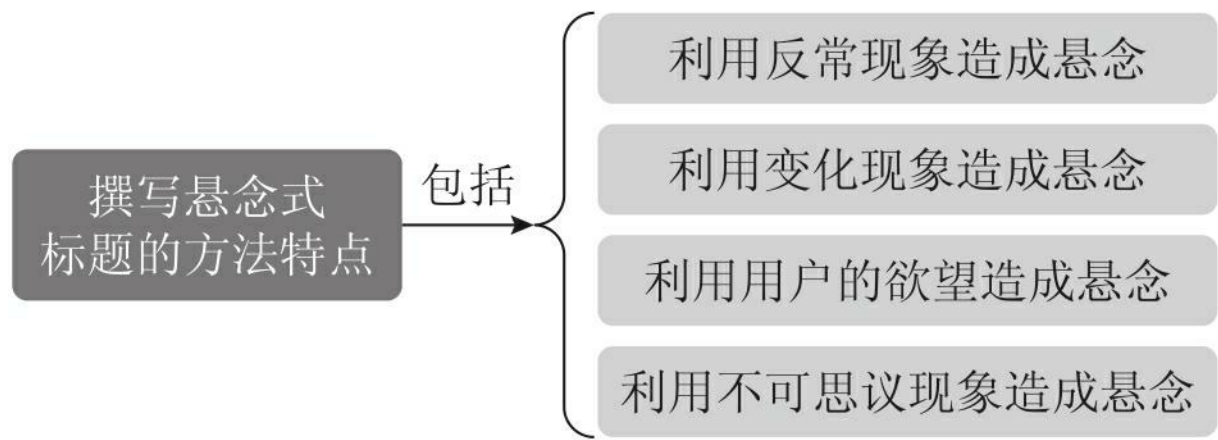 撰写悬念式
标题的方法特点
包括
利用反常现象造成悬念
利用变化现象造成悬念
利用用户的欲望造成悬念
利用不可思议现象造成悬念